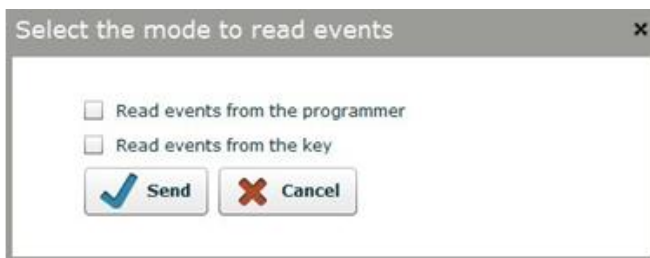 Select the mode to read events
Read events from the programmer
Read events from the key
Send Cancel